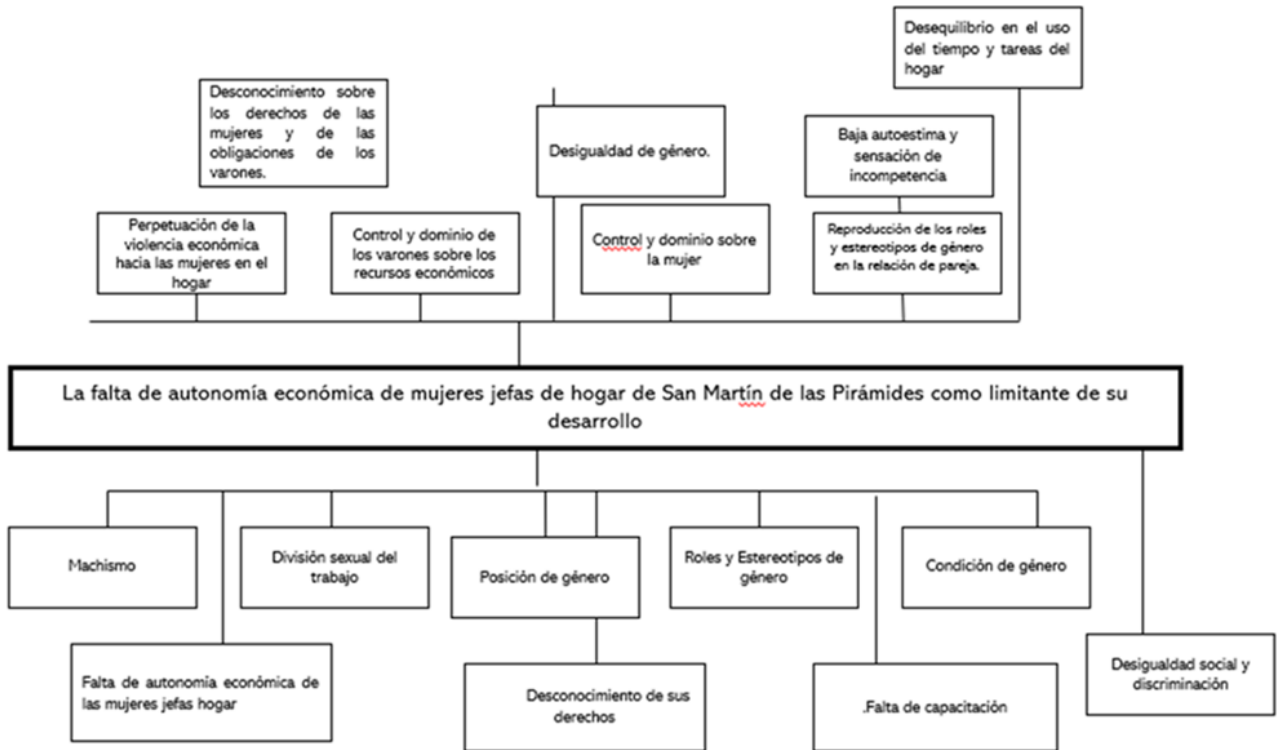 Desequilibrio en el uso
del tiempo y tareas del
hogar
Desconocimiento sobre
los derechos de las
mujeres y de las
obligaciones de los
varones.
Desigualdad de género.
Baja autoestima y
sensación de
incompetencia
Perpetuación de la
violencia económica
hacia las mujeres en el
hogar
Control y dominio de
los varones sobre los
recursos económicos
Control y dominio sobre
la mujer
Reproducción de los roles
y estereotipos de género
en la relación de pareja.
La falta de autonomía económica de mujeres jefas de hogar de San Martín de las Pirámides como limitante de su
desarrollo
Machismo
División sexual del
trabajo
Posición de género
Roles y Estereotipos de
género
Condición de género
Falta de autonomía económica de
las mujeres jefas hogar
Desconocimiento de sus
derechos
.Falta de capacitación
Desigualdad social y
discriminación